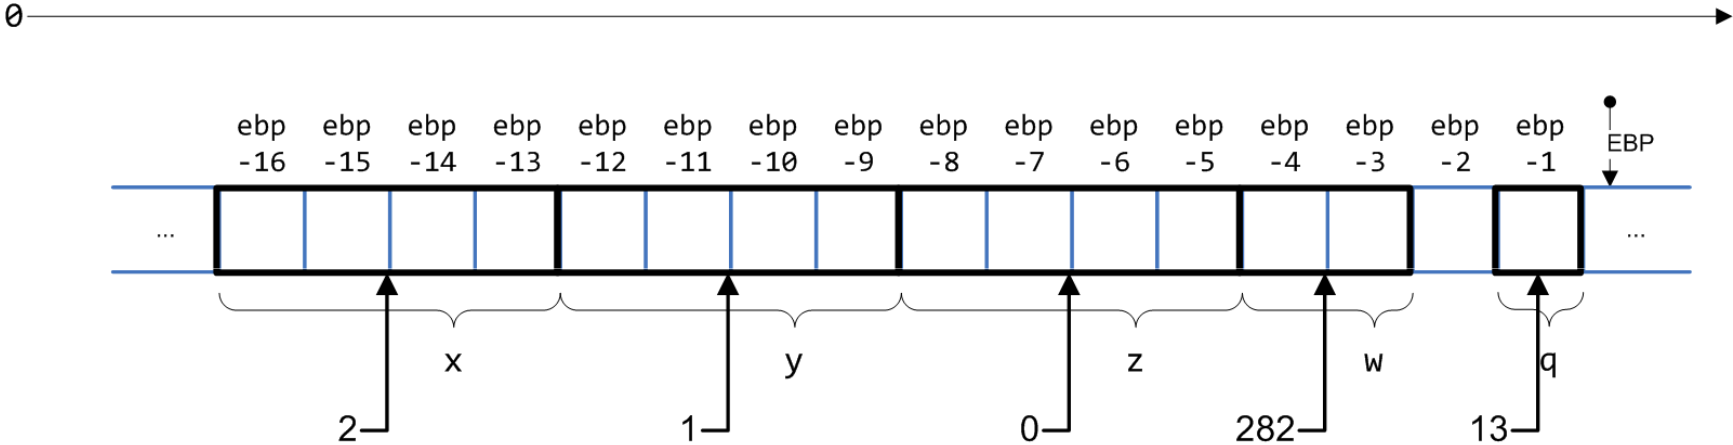 0
ebp ebp ebp ebp ebp ebp ebp ebp ebp ebp ebp ebp ebp ebp ebp ebp
-16 -15 -14 -13 -12 -11 -10 -9 -8 -7 -6 -5 -4 -3 -2 -1
EBP
... ...
x y z w q
2 1 0 282 13